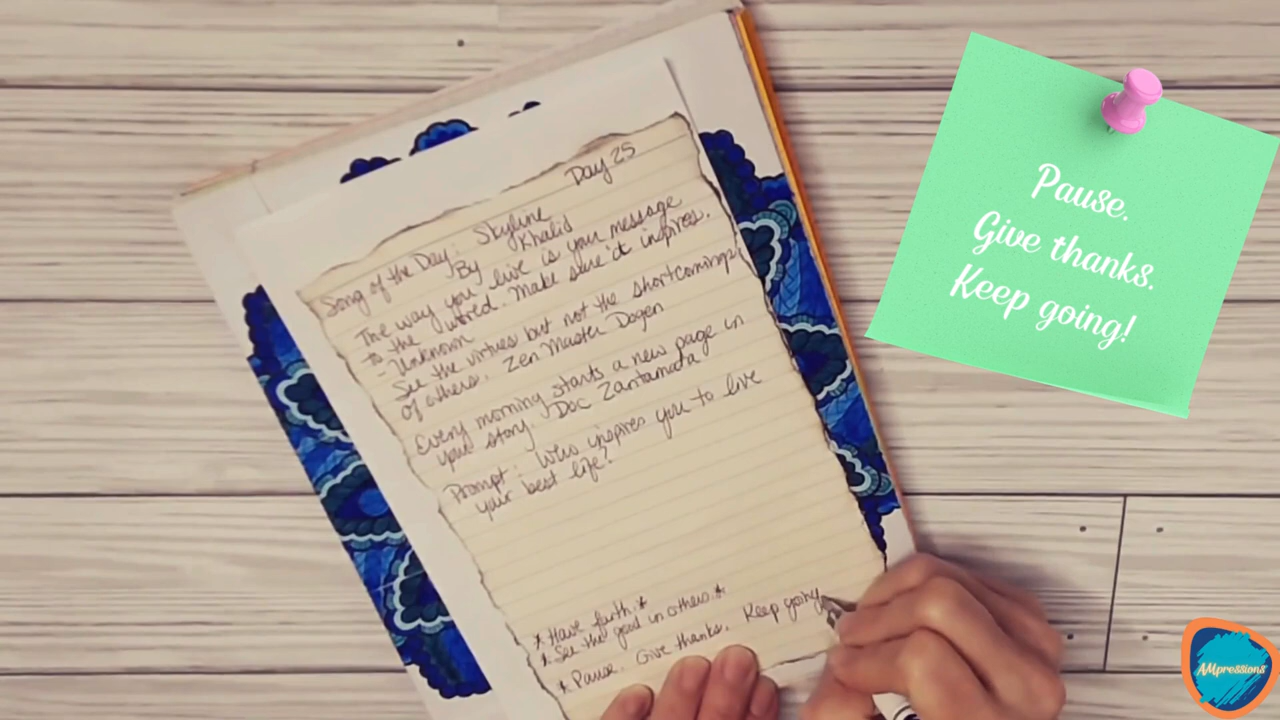 Day 25
Song of the Day: Skyline
By Khalid
The way you live is your message
to the world. Make sure it inspires.
- Unknown
See the virtues but not the shortcomings
of others. Zen Master Dogen
Every morning starts a new page in
your story. Doc Zantamata
Prompt: Who inspires you to live
your best life?
* Have faith.*
* See the good in others.*
* Pause. Give thanks. Keep going
Pause.
Give thanks.
Keep going!
AMpressions